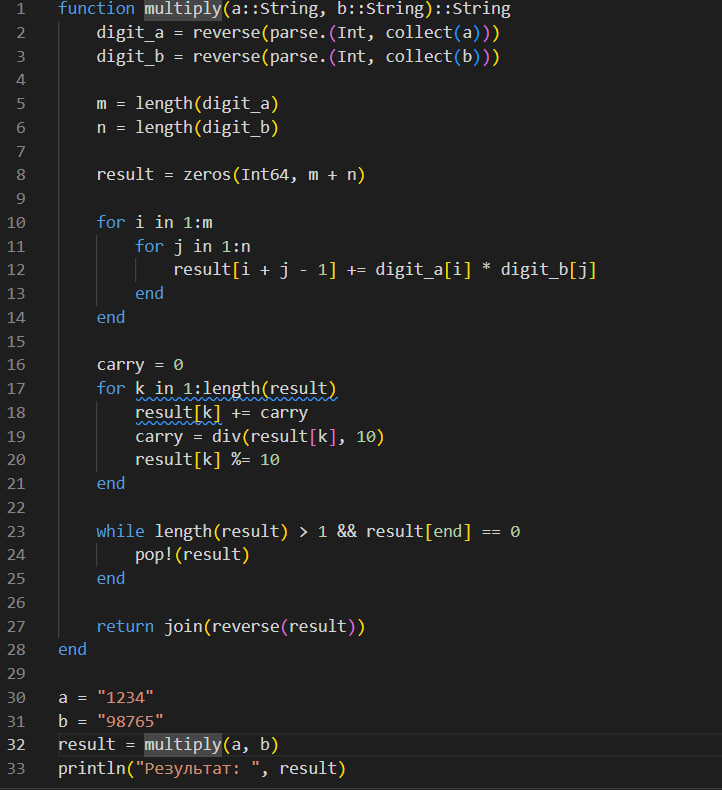 1 function multiply(a::String, b::String)::String
2     digit_a = reverse(parse.(Int, collect(a)))
3     digit_b = reverse(parse.(Int, collect(b)))
4
5     m = length(digit_a)
6     n = length(digit_b)
7
8     result = zeros(Int64, m + n)
9
10     for i in 1:m
11         for j in 1:n
12             result[i + j - 1] += digit_a[i] * digit_b[j]
13         end
14     end
15
16     carry = 0
17     for k in 1:length(result)
18         result[k] += carry
19         carry = div(result[k], 10)
20         result[k] %= 10
21     end
22
23     while length(result) > 1 && result[end] == 0
24         pop!(result)
25     end
26
27     return join(reverse(result))
28 end
29
30 a = "1234"
31 b = "98765"
32 result = multiply(a, b)
33 println("Результат: ", result)